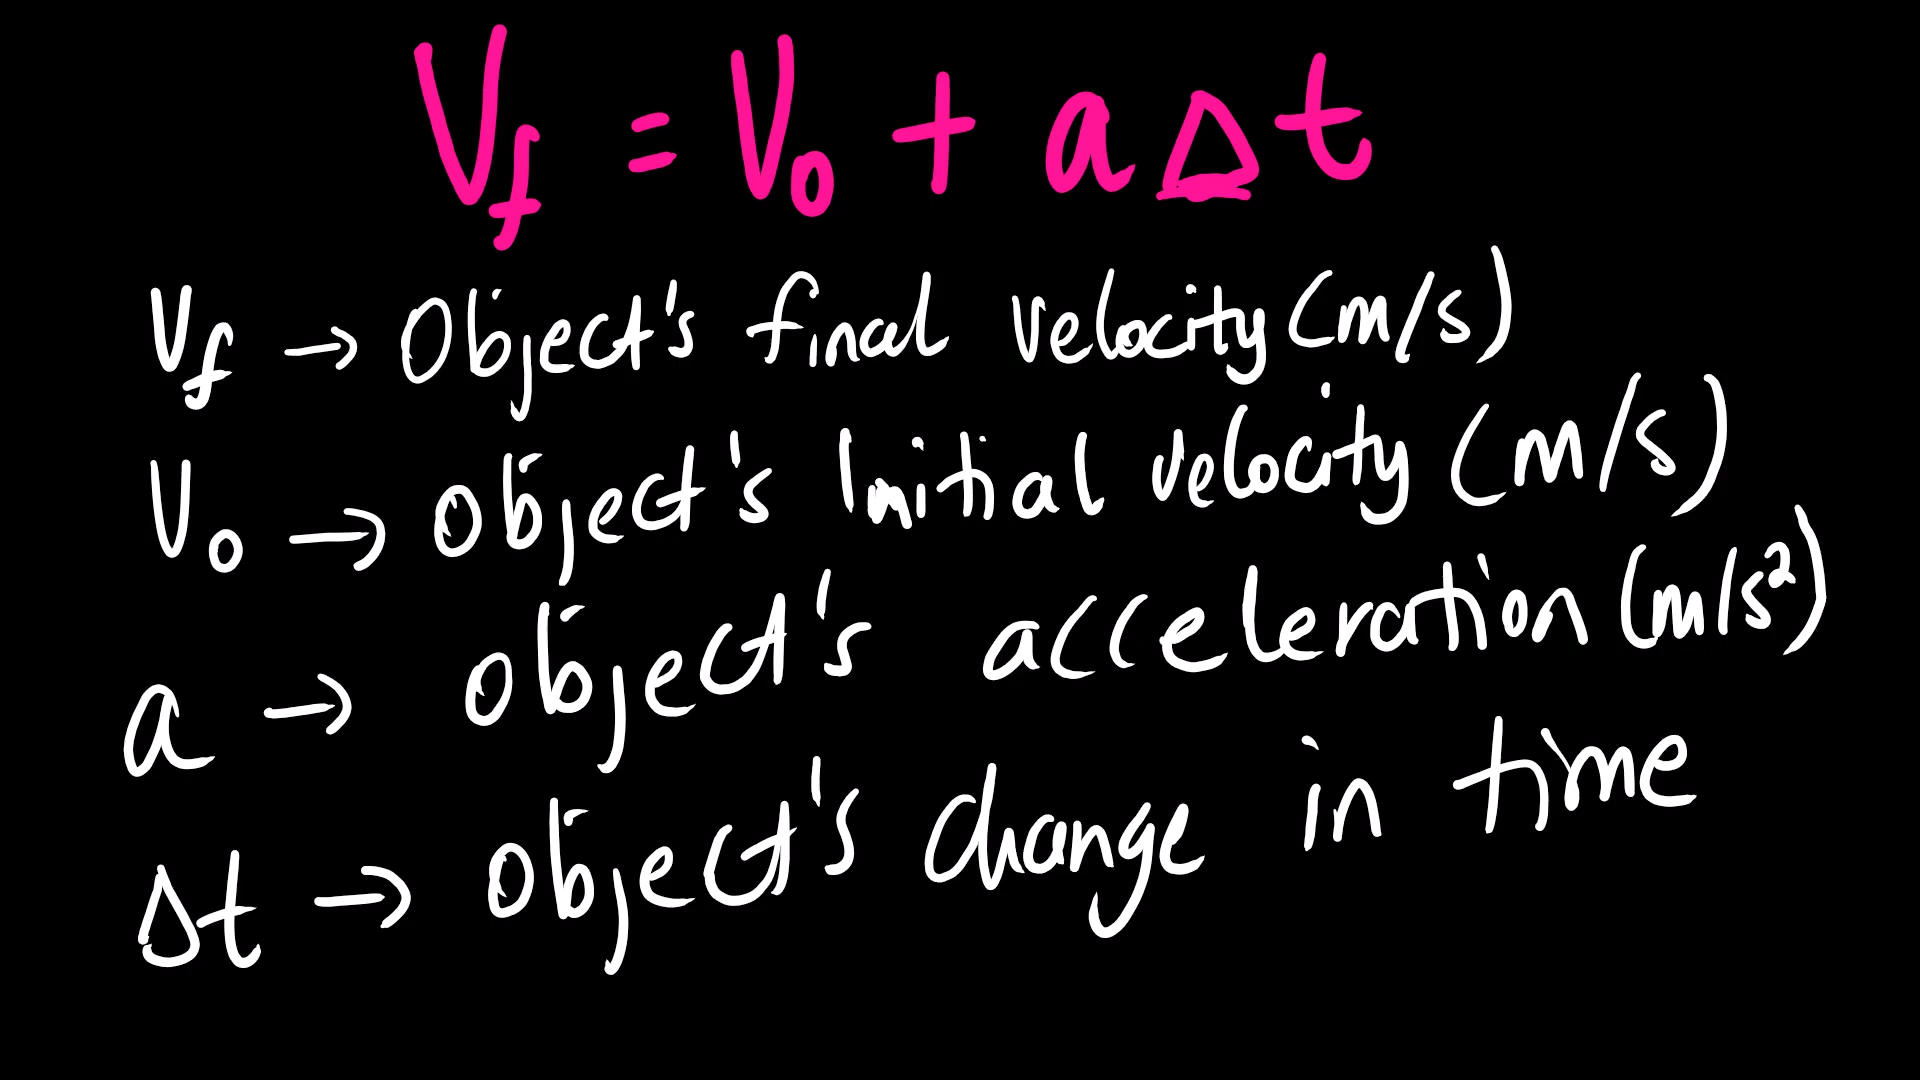 Vf = V₀ + aΔt
Vf → Object's final velocity (m/s)
V₀ → Object's Initial velocity (m/s)
a → object's acceleration (m/s²)
Δt → object's change in time